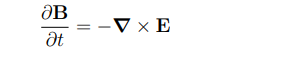 ∂𝐁/∂t = −𝛁 × 𝐄